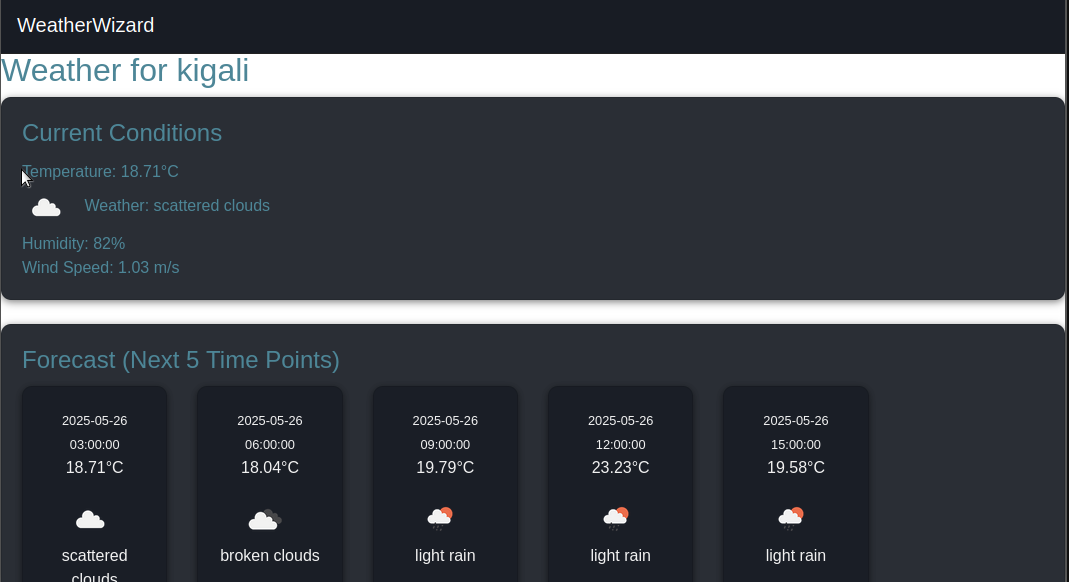 WeatherWizard
Weather for kigali
Current Conditions
Temperature: 18.71°C
Weather: scattered clouds
Humidity: 82%
Wind Speed: 1.03 m/s
Forecast (Next 5 Time Points)
2025-05-26
03:00:00
18.71°C
scattered
clouds
2025-05-26
06:00:00
18.04°C
broken clouds
2025-05-26
09:00:00
19.79°C
light rain
2025-05-26
12:00:00
23.23°C
light rain
2025-05-26
15:00:00
19.58°C
light rain